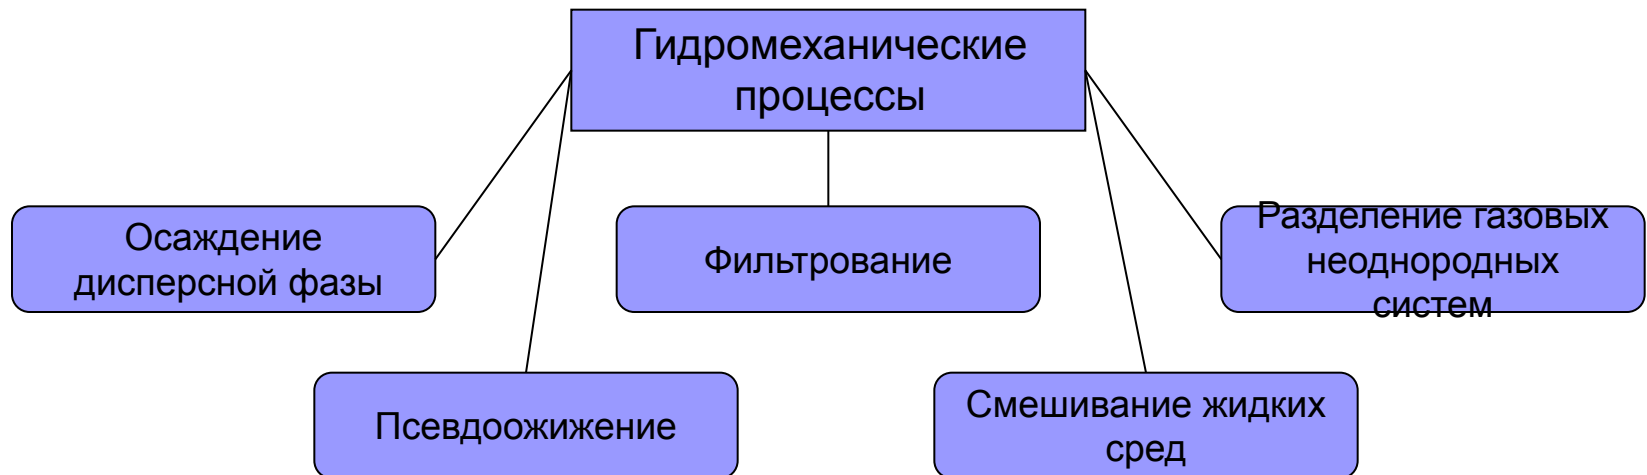 Гидромеханические
процессы
Осаждение
дисперсной фазы
Фильтрование
Разделение газовых
неоднородных
систем
Псевдоожижение
Смешивание жидких
сред